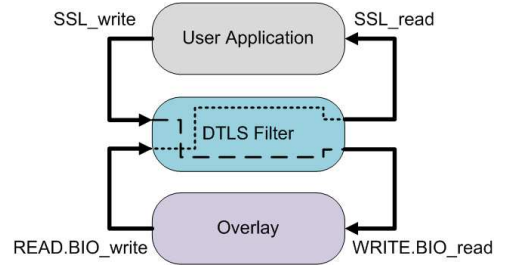 SSL_write
User Application
SSL_read
DTLS Filter
READ.BIO_write
Overlay
WRITE.BIO_read